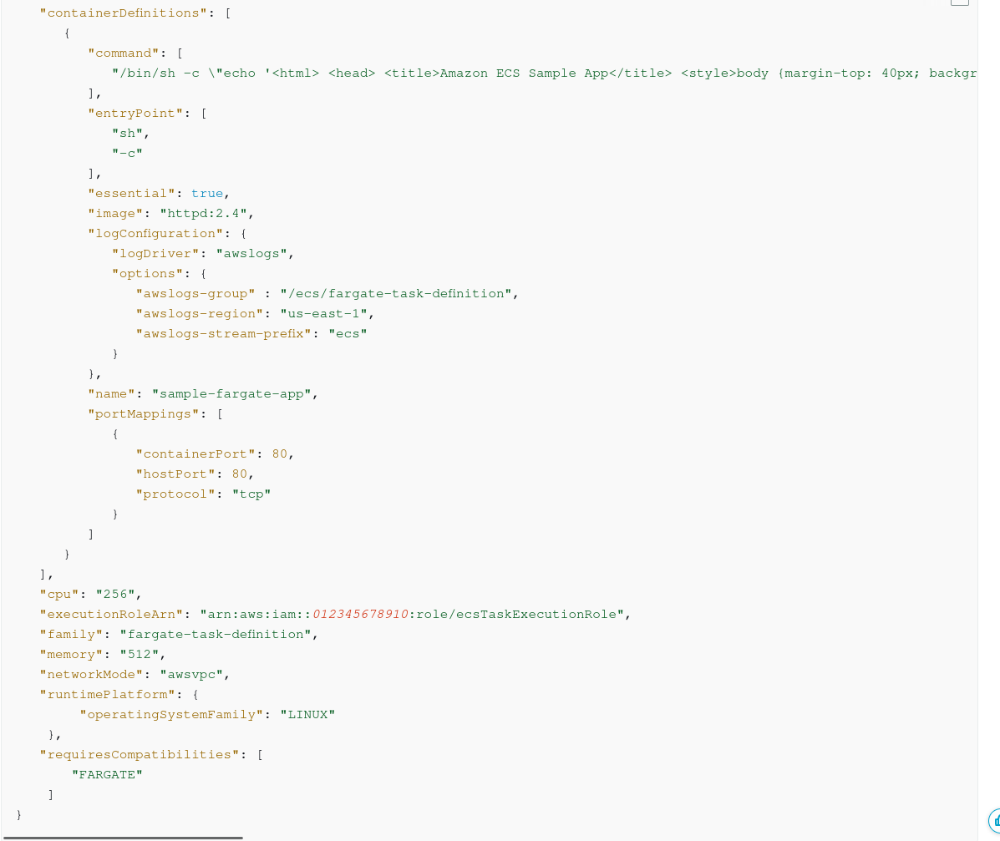 "containerDefinitions": [
{
"command": [
"/bin/sh -c \"echo '<html> <head> <title>Amazon ECS Sample App</title> <style>body {margin-top: 40px; backgr
],
"entryPoint": [
"sh",
"-c"
],
"essential": true,
"image": "httpd:2.4",
"logConfiguration": {
"logDriver": "awslogs",
"options": {
"awslogs-group" : "/ecs/fargate-task-definition",
"awslogs-region": "us-east-1",
"awslogs-stream-prefix": "ecs"
}
},
"name": "sample-fargate-app",
"portMappings": [
{
"containerPort": 80,
"hostPort": 80,
"protocol": "tcp"
}
]
}
],
"cpu": "256",
"executionRoleArn": "arn:aws:iam::012345678910:role/ecsTaskExecutionRole",
"family": "fargate-task-definition",
"memory": "512",
"networkMode": "awsvpc",
"runtimePlatform": {
"operatingSystemFamily": "LINUX"
},
"requiresCompatibilities": [
"FARGATE"
]
}